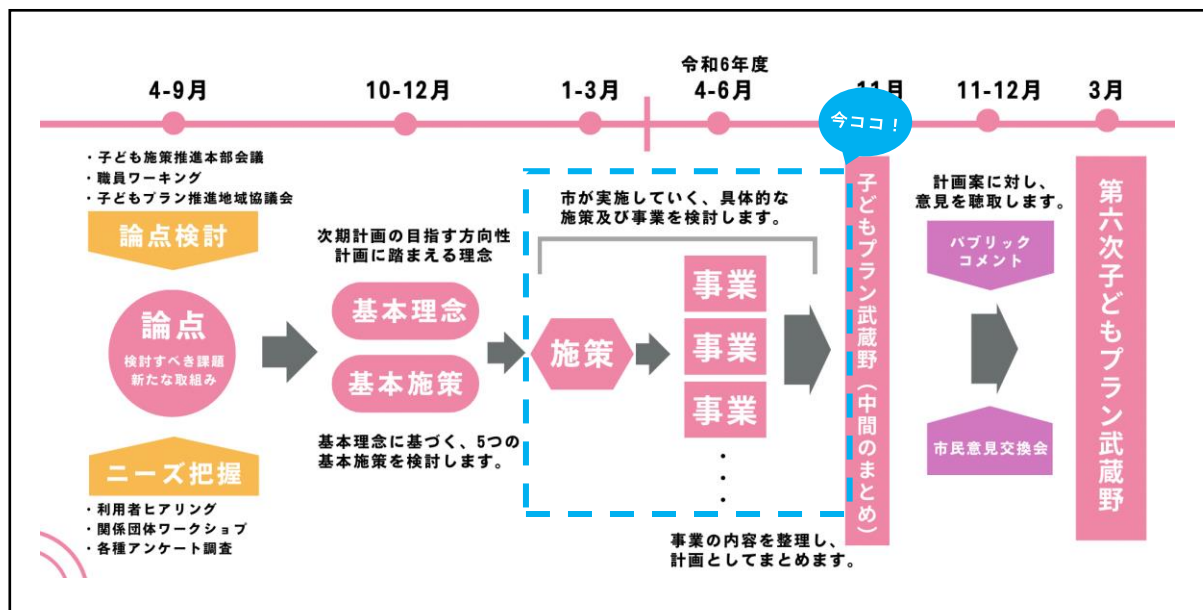 令和6年度
4-9月
10-12月
1-3月
4-6月
11月
11-12月
3月
今ココ！
・子ども施策推進本部会議
・職員ワーキング
・子どもプラン推進地域協議会
論点検討
論点
検討すべき課題
新たな取組み
ニーズ把握
・利用者ヒアリング
・関係団体ワークショプ
・各種アンケート調査
次期計画の目指す方向性
計画に踏まえる理念
基本理念
基本施策
基本理念に基づく、5つの
基本施策を検討します。
市が実施していく、具体的な
施策及び事業を検討します。
施策
事業
事業
事業
・
・
・
事業の内容を整理し、
計画としてまとめます。
子どもプラン武蔵野（中間のまとめ）
計画案に対し、
意見を聴取します。
パブリック
コメント
市民意見交換会
第六次子どもプラン武蔵野